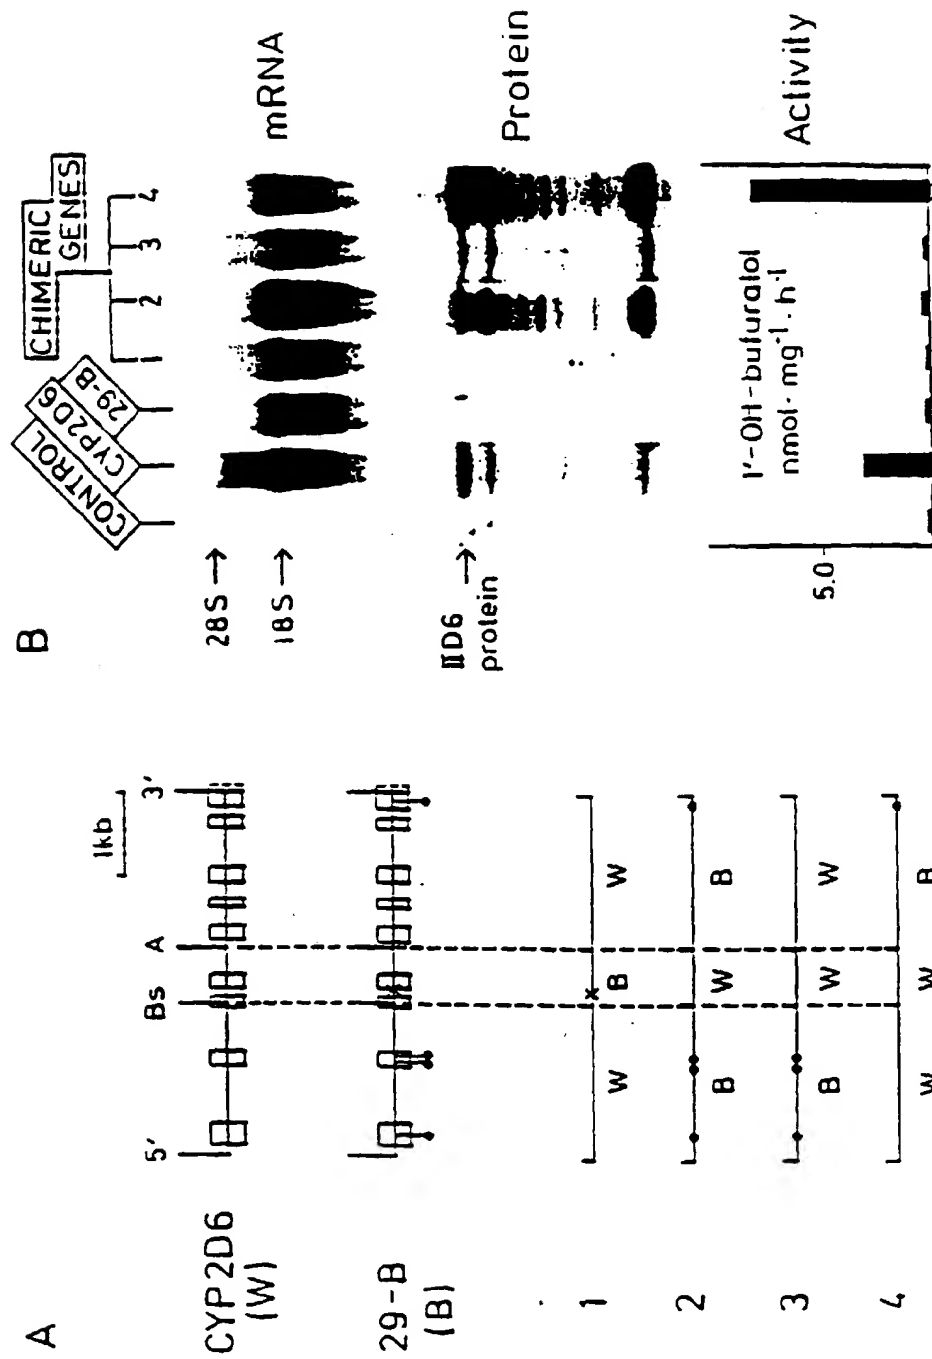 A
1kb
5'
Bs
A
3'
CYP2D6
(W)
29-B
(B)
1
W
B
W
2
B
W
B
3
B
W
W
4
W
W
B
B
CONTROL
CYP2D6
29-B
CHIMERIC
GENES
1
2
3
4
28S →
18S →
mRNA
IID6 →
protein
Protein
5.0
1'-OH-bufuralol
nmol·mg⁻¹·h⁻¹
Activity